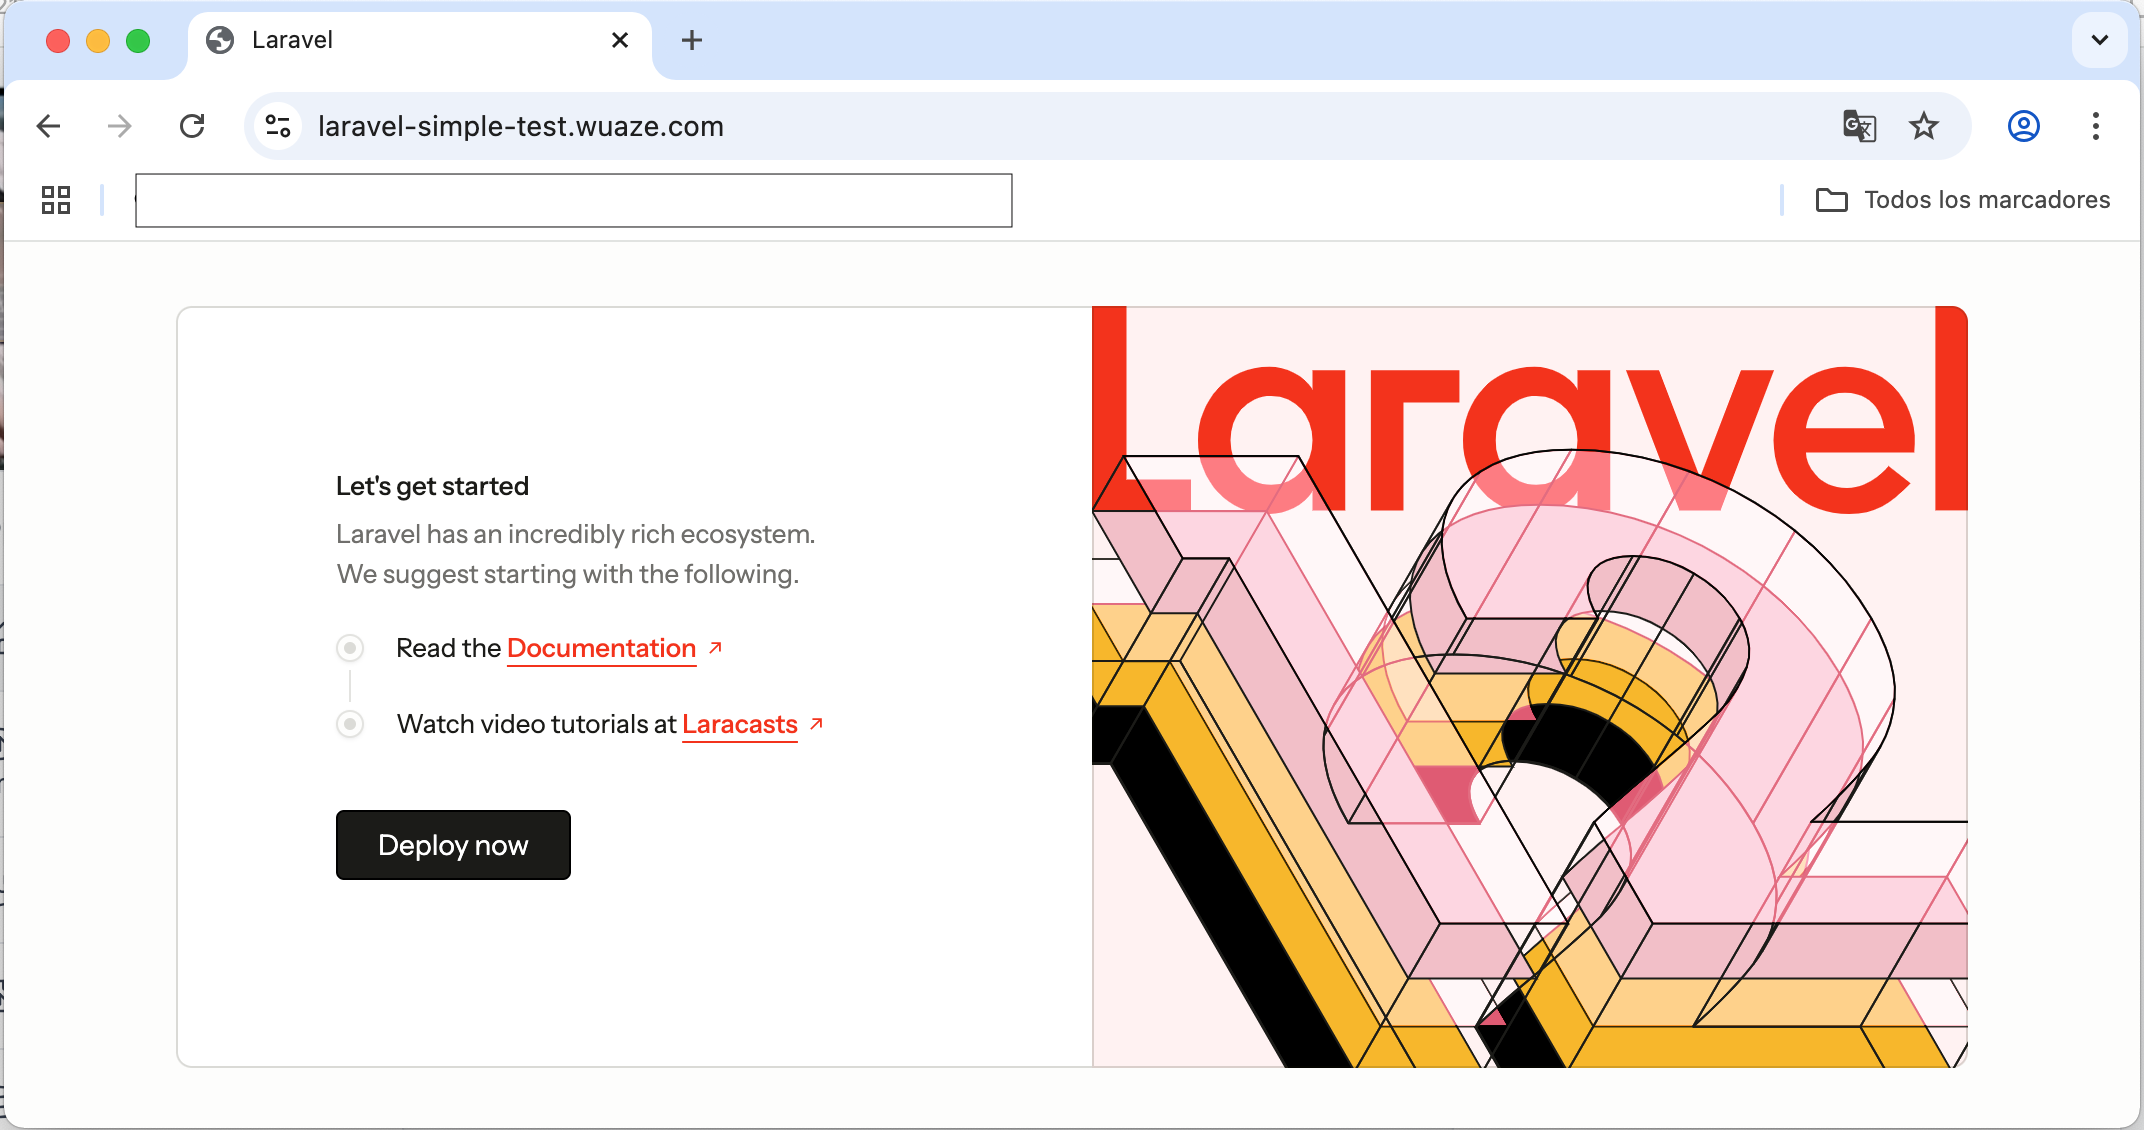 Laravel
laravel-simple-test.wuaze.com
Todos los marcadores
Laravel
Let's get started
Laravel has an incredibly rich ecosystem.
We suggest starting with the following.
Read the Documentation
Watch video tutorials at Laracasts
Deploy now